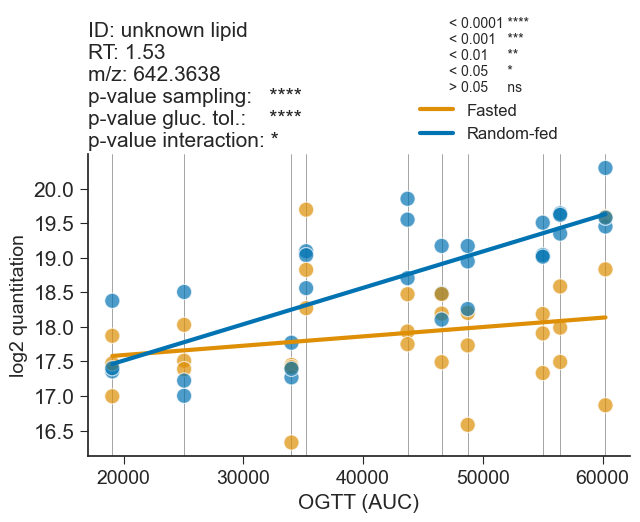 ID: unknown lipid
RT: 1.53
m/z: 642.3638
p-value sampling: ****
p-value gluc. tol.: ****
p-value interaction: *
< 0.0001 ****
< 0.001 ***
< 0.01 **
< 0.05 *
> 0.05 ns
Fasted
Random-fed
log2 quantitation
20.0
19.5
19.0
18.5
18.0
17.5
17.0
16.5
20000 30000 40000 50000 60000
OGTT (AUC)